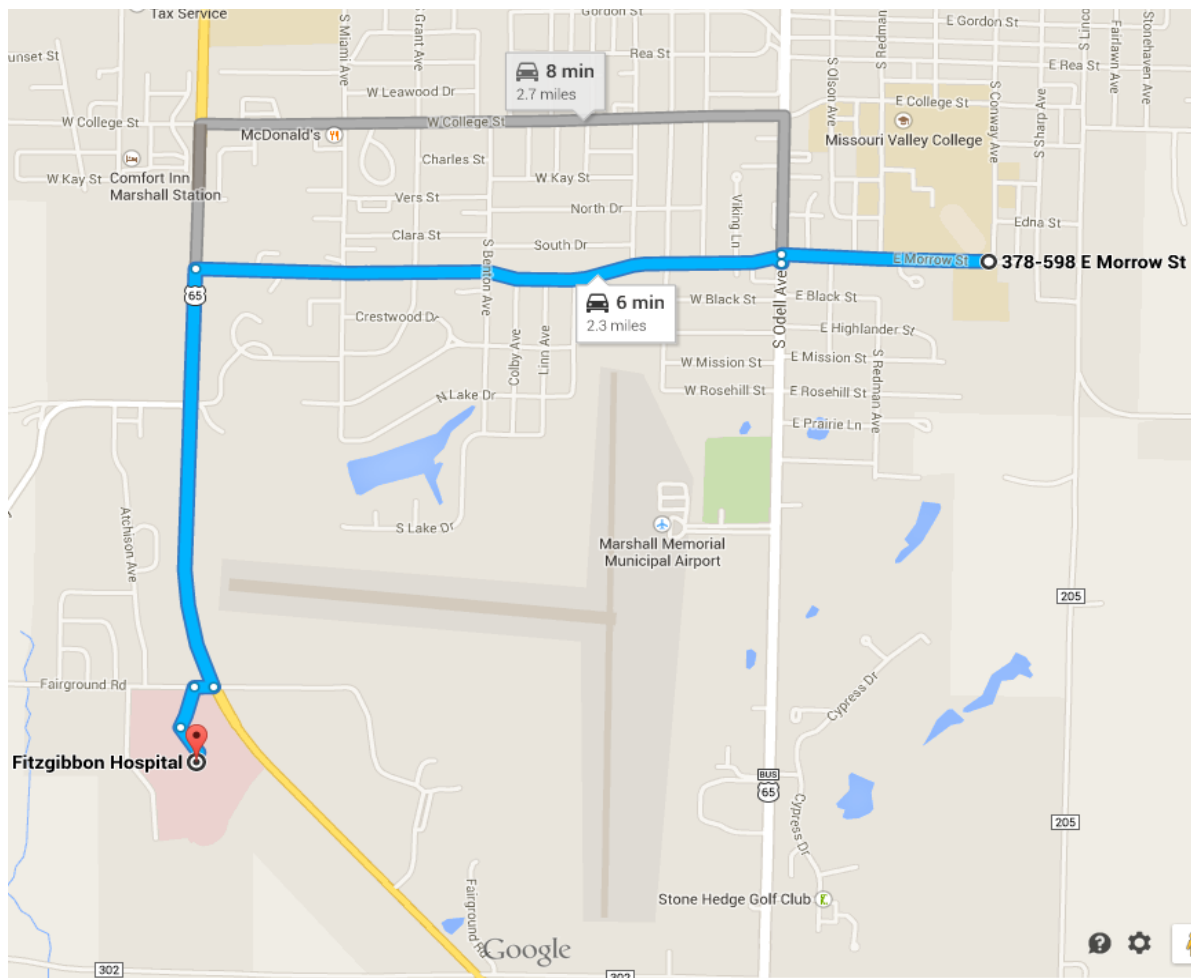 Tax Service
Gordon St
E Gordon St
S Miami Ave
S Grant Ave
Rea St
S Redman
Fairlawn Ave
Stonehaven Ave
unset St
8 min
2.7 miles
S Olson Ave
E Rea St
W Leawood Dr
E College St
S Conway Ave
S Sharp Ave
W College St
W College St
McDonald's
Missouri Valley College
Charles St
W Kay St
Comfort Inn
Marshall Station
W Kay St
Vers St
North Dr
Viking Ln
Edna St
Clara St
South Dr
S Benton Ave
E Morrow St
378-598 E Morrow St
65
6 min
2.3 miles
W Black St
E Black St
S Odell Ave
Crestwood Dr
Colby Ave
Linn Ave
E Highlander St
W Mission St
E Mission St
S Redman Ave
N Lake Dr
W Rosehill St
E Rosehill St
E Prairie Ln
Atchison Ave
S Lake Dr
Marshall Memorial
Municipal Airport
205
Fairground Rd
Cypress Dr
Fitzgibbon Hospital
BUS
65
Cypress Dr
205
Stone Hedge Golf Club
Fairground Rd
Google
302
302